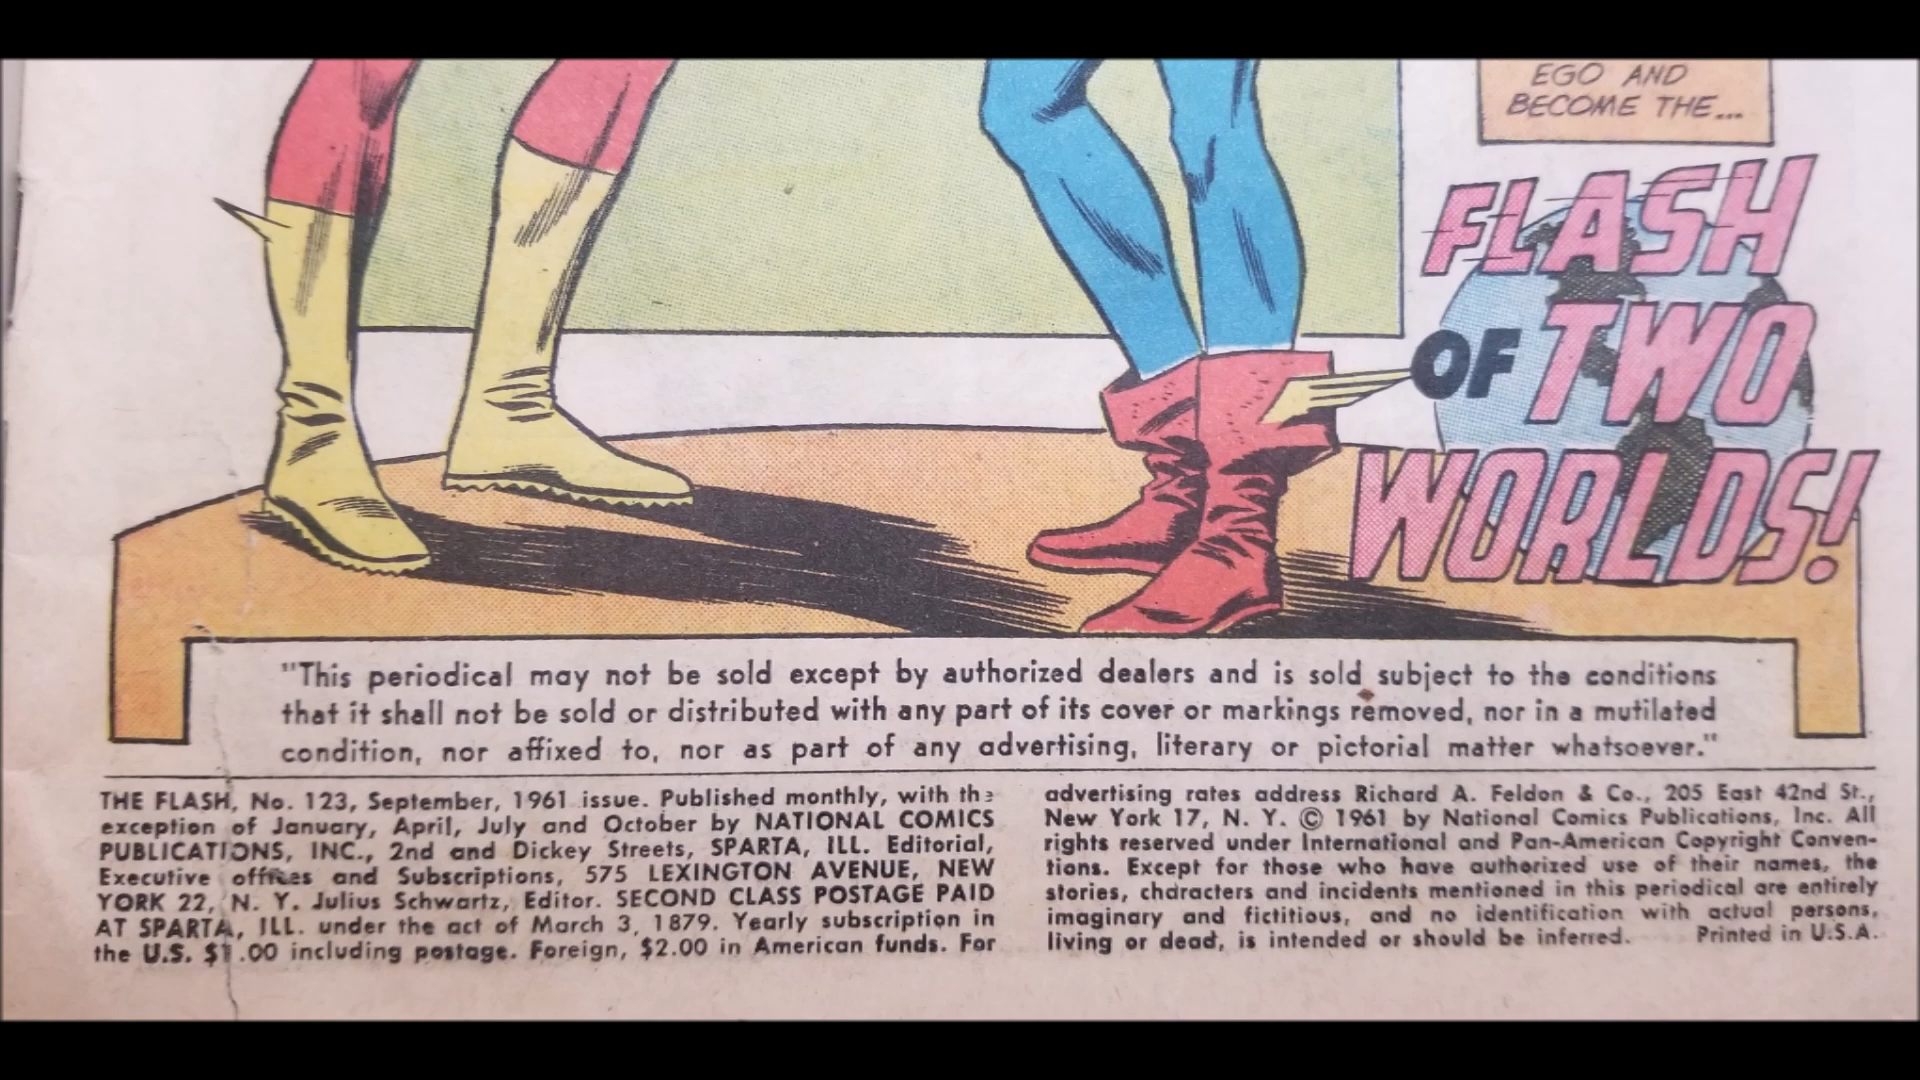 EGO AND
BECOME THE...
FLASH
OF TWO
WORLDS!
"This periodical may not be sold except by authorized dealers and is sold subject to the conditions
that it shall not be sold or distributed with any part of its cover or markings removed, nor in a mutilated
condition, nor affixed to, nor as part of any advertising, literary or pictorial matter whatsoever."
THE FLASH, No. 123, September, 1961 issue. Published monthly, with the
exception of January, April, July and October by NATIONAL COMICS
PUBLICATIONS, INC., 2nd and Dickey Streets, SPARTA, ILL. Editorial,
Executive offices and Subscriptions, 575 LEXINGTON AVENUE, NEW
YORK 22, N. Y. Julius Schwartz, Editor. SECOND CLASS POSTAGE PAID
AT SPARTA, ILL. under the act of March 3, 1879. Yearly subscription in
the U.S. $1.00 including postage. Foreign, $2.00 in American funds. For
advertising rates address Richard A. Feldon & Co., 205 East 42nd St.,
New York 17, N. Y. © 1961 by National Comics Publications, Inc. All
rights reserved under International and Pan-American Copyright Conven-
tions. Except for those who have authorized use of their names, the
stories, characters and incidents mentioned in this periodical are entirely
imaginary and fictitious, and no identification with actual persons,
living or dead, is intended or should be inferred. Printed in U.S.A.